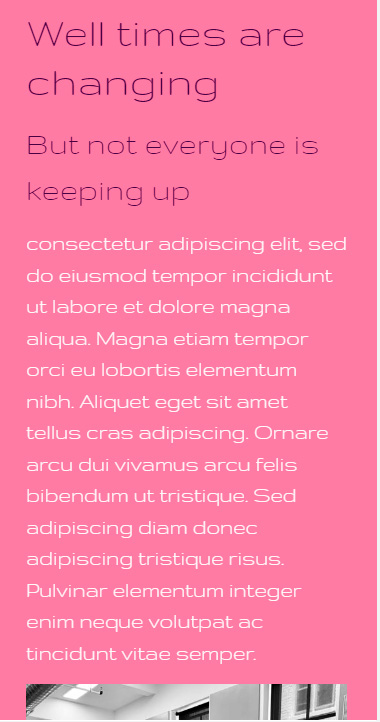 Well times are
changing
But not everyone is
keeping up
consectetur adipiscing elit, sed
do eiusmod tempor incididunt
ut labore et dolore magna
aliqua. Magna etiam tempor
orci eu lobortis elementum
nibh. Aliquet eget sit amet
tellus cras adipiscing. Ornare
arcu dui vivamus arcu felis
bibendum ut tristique. Sed
adipiscing diam donec
adipiscing tristique risus.
Pulvinar elementum integer
enim neque volutpat ac
tincidunt vitae semper.